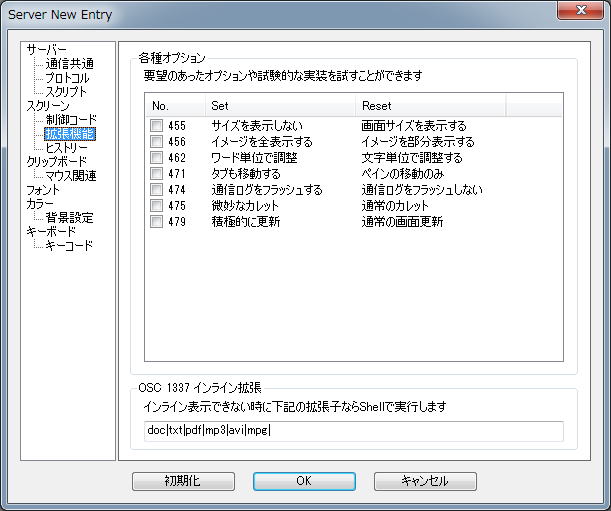 Server New Entry
サーバー
通信共通
プロトコル
スクリプト
スクリーン
制御コード
拡張機能
ヒストリー
クリップボード
マウス関連
フォント
カラー
背景設定
キーボード
キーコード
各種オプション
要望のあったオプションや試験的な実装を試すことができます
No. Set Reset
455 サイズを表示しない 画面サイズを表示する
456 イメージを全表示する イメージを部分表示する
462 ワード単位で調整 文字単位で調整する
471 タブも移動する ペインの移動のみ
474 通信ログをフラッシュする 通信ログをフラッシュしない
475 微妙なカレット 通常のカレット
479 積極的に更新 通常の画面更新
OSC 1337 インライン拡張
インライン表示できない時に下記の拡張子ならShellで実行します
doc|txt|pdf|mp3|avi|mpg|
初期化 OK キャンセル